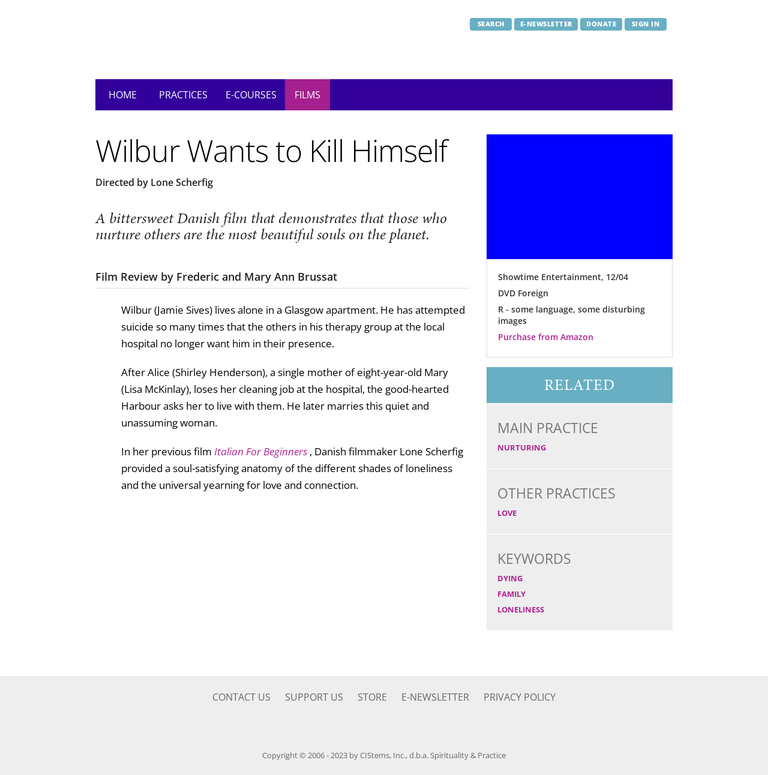 SEARCH
E-NEWSLETTER
DONATE
SIGN IN
HOME
PRACTICES
E-COURSES
FILMS
Wilbur Wants to Kill Himself
Directed by Lone Scherfig
A bittersweet Danish film that demonstrates that those who
nurture others are the most beautiful souls on the planet.
Film Review by Frederic and Mary Ann Brussat
Wilbur (Jamie Sives) lives alone in a Glasgow apartment. He has attempted
suicide so many times that the others in his therapy group at the local
hospital no longer want him in their presence.
After Alice (Shirley Henderson), a single mother of eight-year-old Mary
(Lisa McKinlay), loses her cleaning job at the hospital, the good-hearted
Harbour asks her to live with them. He later marries this quiet and
unassuming woman.
In her previous film Italian For Beginners , Danish filmmaker Lone Scherfig
provided a soul-satisfying anatomy of the different shades of loneliness
and the universal yearning for love and connection.
Showtime Entertainment, 12/04
DVD Foreign
R - some language, some disturbing
images
Purchase from Amazon
RELATED
MAIN PRACTICE
NURTURING
OTHER PRACTICES
LOVE
KEYWORDS
DYING
FAMILY
LONELINESS
CONTACT US
SUPPORT US
STORE
E-NEWSLETTER
PRIVACY POLICY
Copyright © 2006 - 2023 by CIStems, Inc., d.b.a. Spirituality & Practice